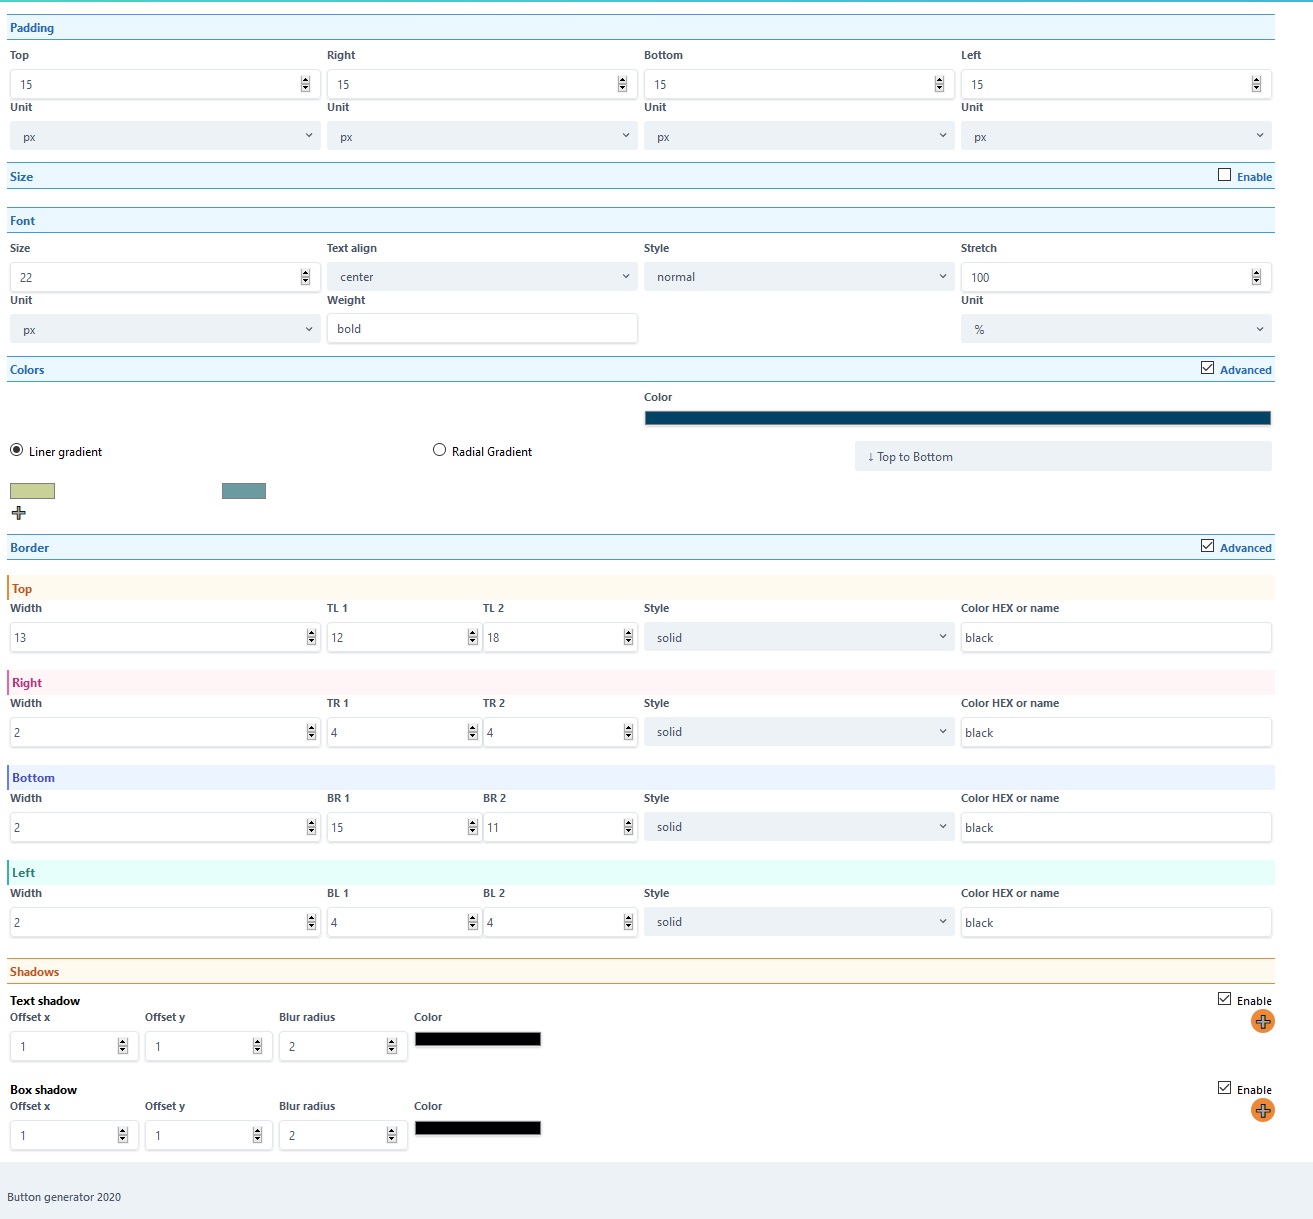 Padding
Top Right Bottom Left
15 15 15 15
Unit Unit Unit Unit
px px px px
Size Enable
Font
Size Text align Style Stretch
22 center normal 100
Unit Weight Unit
px bold %
Colors Advanced
Color
Liner gradient Radial Gradient ↓ Top to Bottom
Border Advanced
Top
Width TL 1 TL 2 Style Color HEX or name
13 12 18 solid black
Right
Width TR 1 TR 2 Style Color HEX or name
2 4 4 solid black
Bottom
Width BR 1 BR 2 Style Color HEX or name
2 15 11 solid black
Left
Width BL 1 BL 2 Style Color HEX or name
2 4 4 solid black
Shadows
Text shadow Enable
Offset x Offset y Blur radius Color
1 1 2
Box shadow Enable
Offset x Offset y Blur radius Color
1 1 2
Button generator 2020